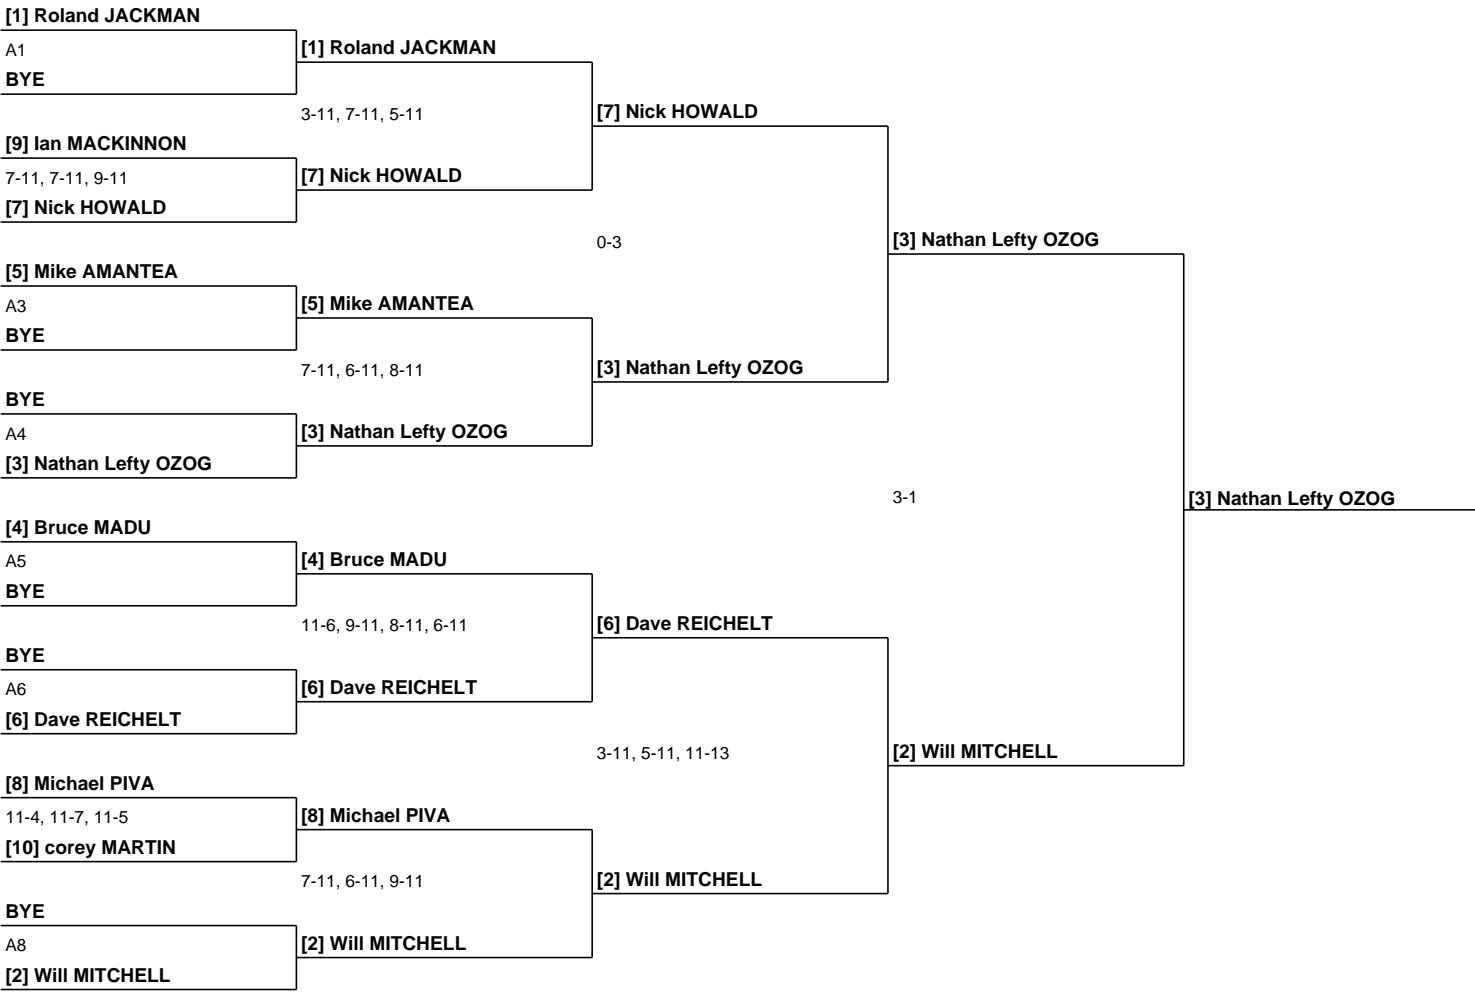 [1] Roland JACKMAN
A1
BYE
[9] Ian MACKINNON
7-11, 7-11, 9-11
[7] Nick HOWALD
[5] Mike AMANTEA
A3
BYE
BYE
A4
[3] Nathan Lefty OZOG
[4] Bruce MADU
A5
BYE
BYE
A6
[6] Dave REICHELT
[8] Michael PIVA
11-4, 11-7, 11-5
[10] corey MARTIN
BYE
A8
[2] Will MITCHELL
[1] Roland JACKMAN
3-11, 7-11, 5-11
[7] Nick HOWALD
[5] Mike AMANTEA
7-11, 6-11, 8-11
[3] Nathan Lefty OZOG
[4] Bruce MADU
11-6, 9-11, 8-11, 6-11
[6] Dave REICHELT
[8] Michael PIVA
7-11, 6-11, 9-11
[2] Will MITCHELL
[7] Nick HOWALD
0-3
[3] Nathan Lefty OZOG
[6] Dave REICHELT
3-11, 5-11, 11-13
[2] Will MITCHELL
[3] Nathan Lefty OZOG
3-1
[2] Will MITCHELL
[3] Nathan Lefty OZOG